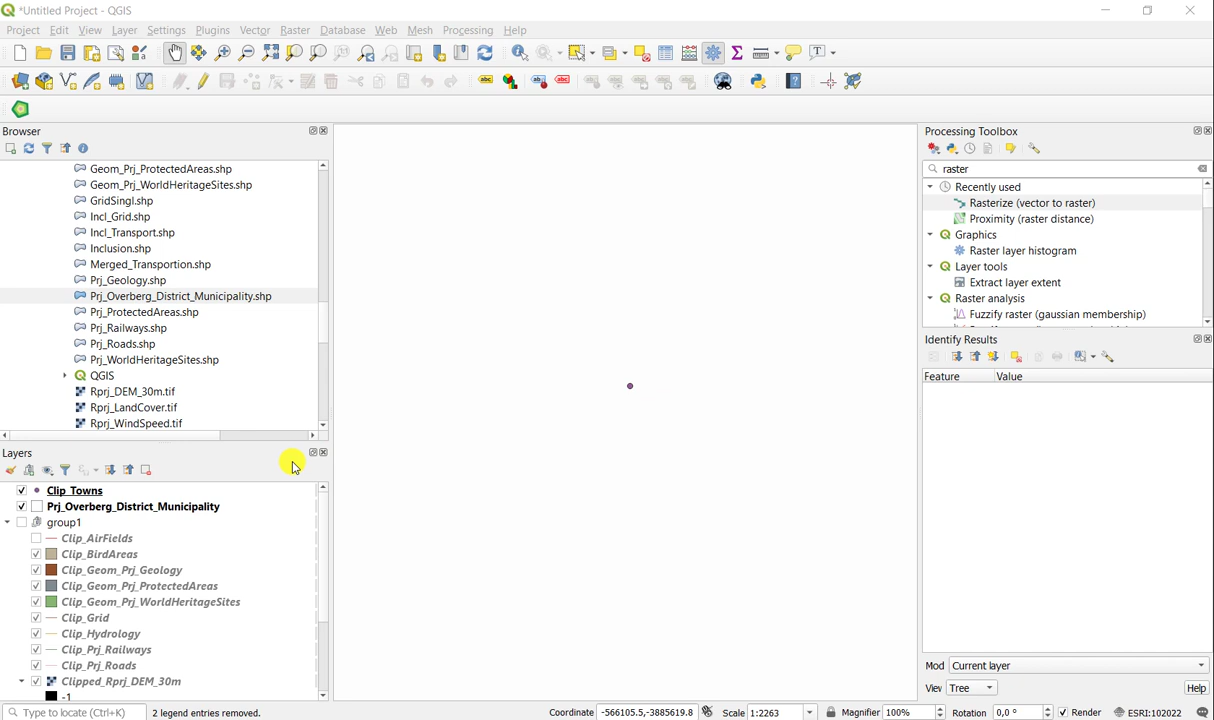 *Untitled Project - QGIS
Project Edit View Layer Settings Plugins Vector Raster Database Web Mesh Processing Help
Browser
Geom_Prj_ProtectedAreas.shp
Geom_Prj_WorldHeritageSites.shp
GridSingl.shp
Incl_Grid.shp
Incl_Transport.shp
Inclusion.shp
Merged_Transportion.shp
Prj_Geology.shp
Prj_Overberg_District_Municipality.shp
Prj_ProtectedAreas.shp
Prj_Railways.shp
Prj_Roads.shp
Prj_WorldHeritageSites.shp
QGIS
Rprj_DEM_30m.tif
Rprj_LandCover.tif
Rprj_WindSpeed.tif
Layers
Clip_Towns
Prj_Overberg_District_Municipality
group1
Clip_AirFields
Clip_BirdAreas
Clip_Geom_Prj_Geology
Clip_Geom_Prj_ProtectedAreas
Clip_Geom_Prj_WorldHeritageSites
Clip_Grid
Clip_Hydrology
Clip_Prj_Railways
Clip_Prj_Roads
Clipped_Rprj_DEM_30m
-1
Processing Toolbox
raster
Recently used
Rasterize (vector to raster)
Proximity (raster distance)
Graphics
Raster layer histogram
Layer tools
Extract layer extent
Raster analysis
Fuzzify raster (gaussian membership)
Identify Results
Feature Value
Mod Current layer
Viev Tree Help
Type to locate (Ctrl+K) 2 legend entries removed. Coordinate -566105.5,-3885619.8 Scale 1:2263 Magnifier 100% Rotation 0,0 ° Render ESRI:102022